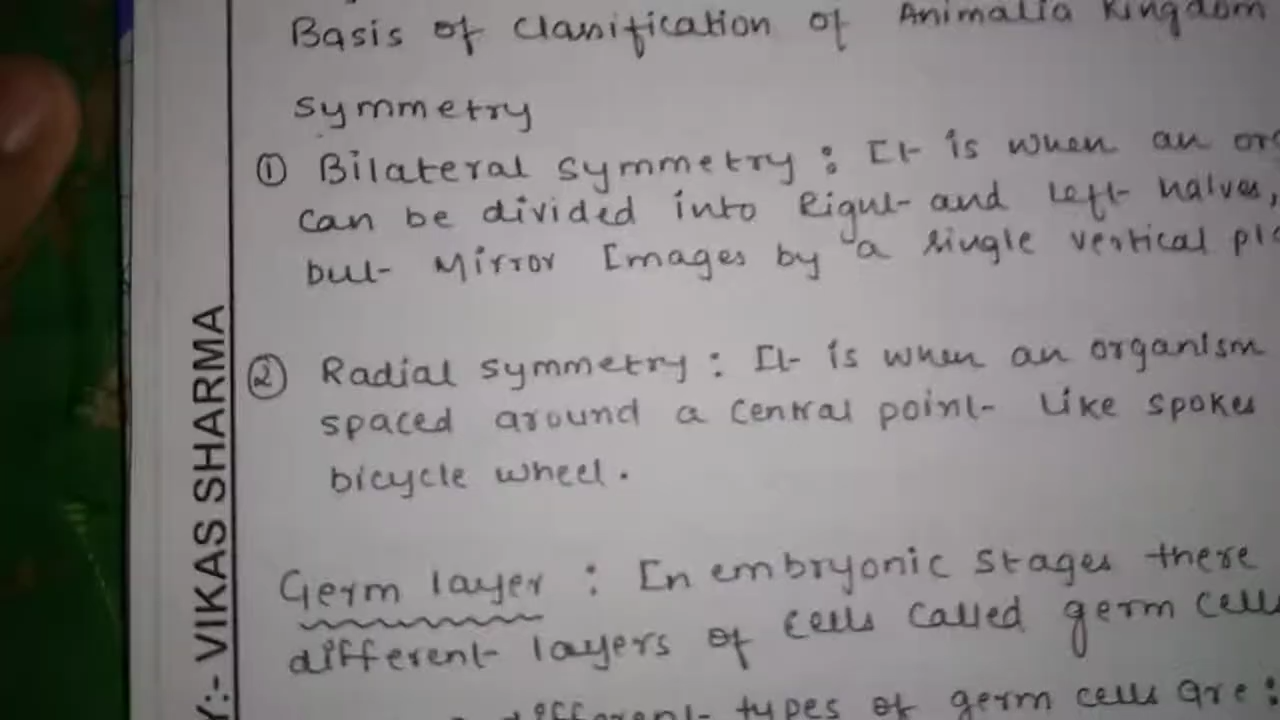 Basis of Classification of Animalia Kingdom
symmetry
① Bilateral symmetry : It is when an
can be divided into Right and left halves,
but Mirror Images by a single vertical
② Radial symmetry : It is when an organism
spaced around a central point like spokes
bicycle wheel.
Germ layer : In embryonic stages there
different layers of cells called germ cells
different types of germ cells are :
Y:- VIKAS SHARMA